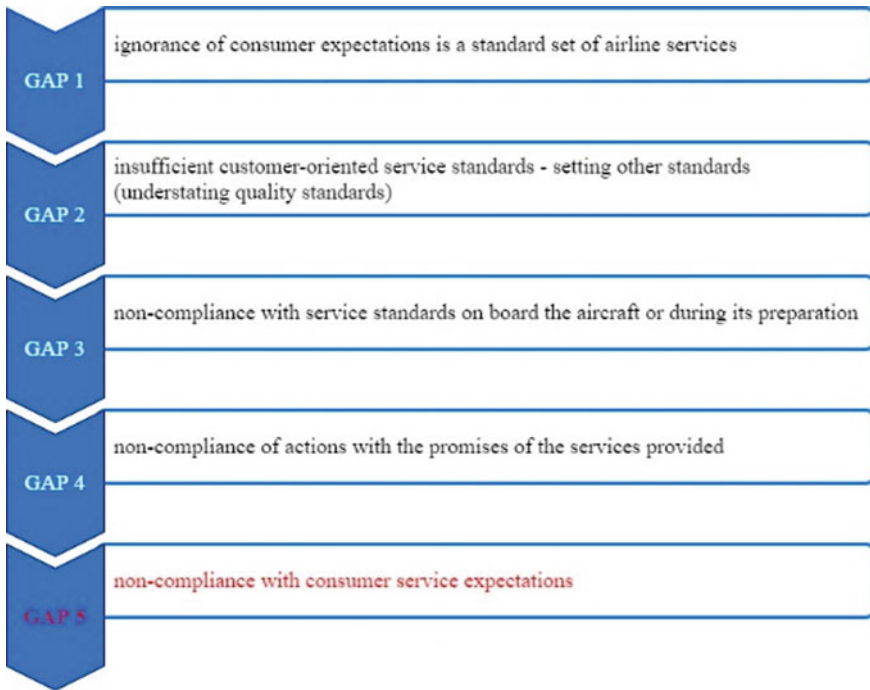 GAP 1
ignorance of consumer expectations is a standard set of airline services
GAP 2
insufficient customer-oriented service standards - setting other standards
(understating quality standards)
GAP 3
non-compliance with service standards on board the aircraft or during its preparation
GAP 4
non-compliance of actions with the promises of the services provided
GAP 5
non-compliance with consumer service expectations